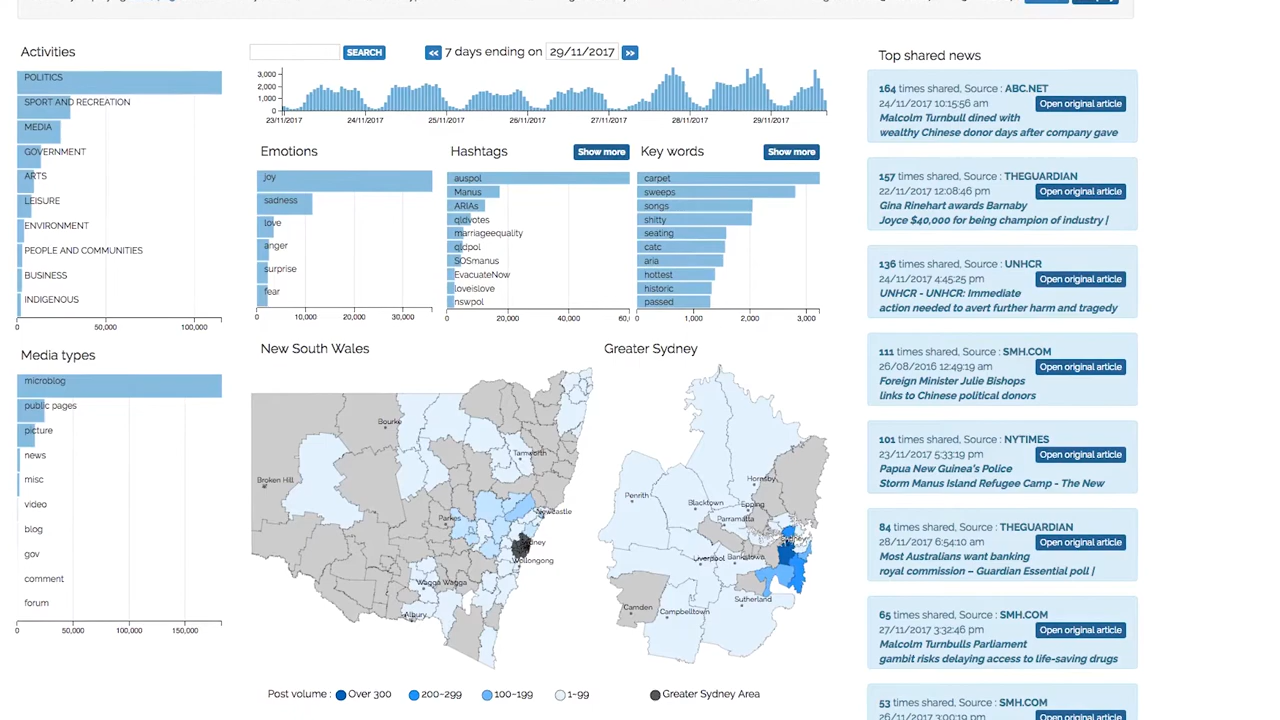 Activities
POLITICS
SPORT AND RECREATION
MEDIA
GOVERNMENT
ARTS
LEISURE
ENVIRONMENT
PEOPLE AND COMMUNITIES
BUSINESS
INDIGENOUS
0 50,000 100,000
Media types
microblog
public pages
picture
news
misc
video
blog
gov
comment
forum
0 50,000 100,000 150,000
SEARCH
<< 7 days ending on 29/11/2017 >>
3,000
2,000
1,000
0
23/11/2017 24/11/2017 25/11/2017 26/11/2017 27/11/2017 28/11/2017 29/11/2017
Emotions
joy
sadness
love
anger
surprise
fear
0 10,000 20,000 30,000
Hashtags Show more
auspol
Manus
ARIAs
qldvotes
marriageequality
qldpol
SOSmanus
EvacuateNow
loveislove
nswpol
0 20,000 40,000
Key words Show more
carpet
sweeps
songs
shitty
seating
catc
aria
hottest
historic
passed
0 1,000 2,000 3,000
New South Wales
Bourke
Tamworth
Broken Hill
Parkes
Newcastle
Sydney
Wollongong
Wagga Wagga
Albury
Greater Sydney
Hornsby
Penrith
Blacktown
Epping
Parramatta
Sydney
Liverpool
Bankstown
Sutherland
Camden
Campbelltown
Post volume : Over 300 200-299 100-199 1-99 Greater Sydney Area
Top shared news
164 times shared, Source : ABC.NET
24/11/2017 10:15:56 am
Open original article
Malcolm Turnbull dined with
wealthy Chinese donor days after company gave
157 times shared, Source : THEGUARDIAN
22/11/2017 12:08:46 pm
Open original article
Gina Rinehart awards Barnaby
Joyce $40,000 for being champion of industry |
136 times shared, Source : UNHCR
24/11/2017 4:45:25 pm
Open original article
UNHCR - UNHCR: Immediate
action needed to avert further harm and tragedy
111 times shared, Source : SMH.COM
26/08/2016 12:49:19 am
Open original article
Foreign Minister Julie Bishops
links to Chinese political donors
101 times shared, Source : NYTIMES
23/11/2017 5:33:19 pm
Open original article
Papua New Guinea's Police
Storm Manus Island Refugee Camp - The New
84 times shared, Source : THEGUARDIAN
28/11/2017 6:54:10 am
Open original article
Most Australians want banking
royal commission – Guardian Essential poll |
65 times shared, Source : SMH.COM
27/11/2017 3:32:46 pm
Open original article
Malcolm Turnbulls Parliament
gambit risks delaying access to life-saving drugs
53 times shared, Source : SMH.COM
26/11/2017 3:00:19 pm
Open original article